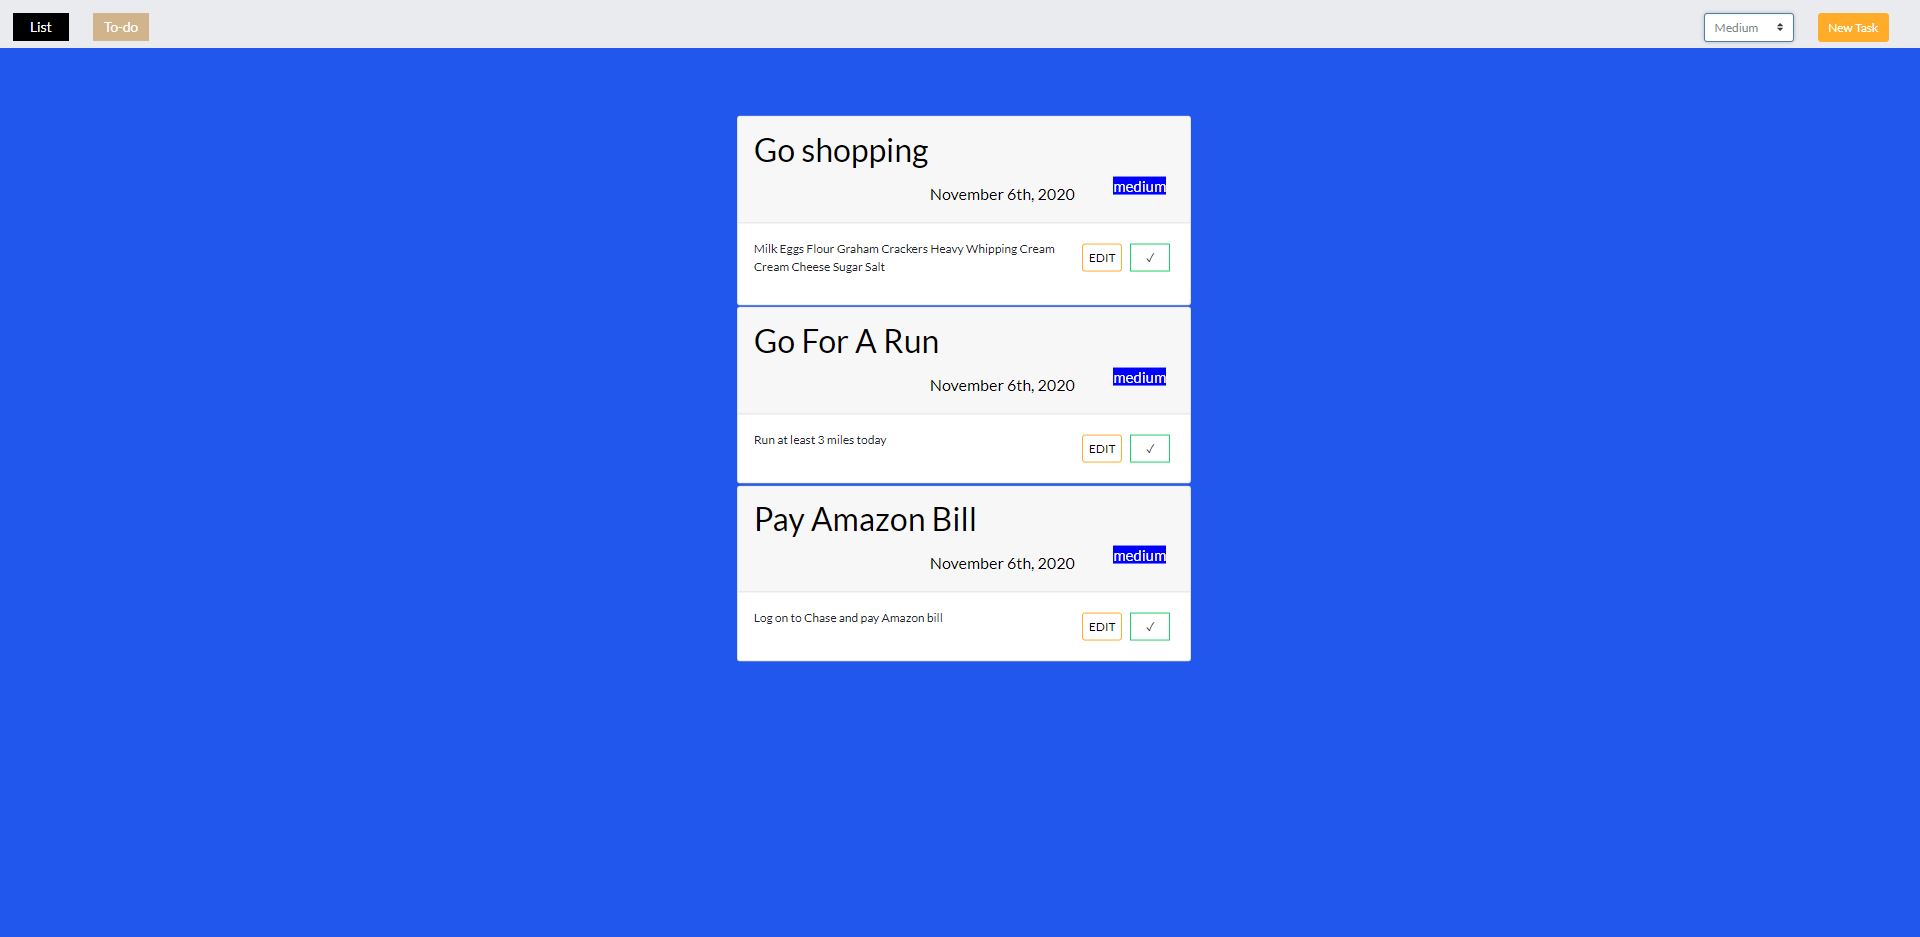 List To-do Medium New Task
Go shopping
November 6th, 2020 medium
Milk Eggs Flour Graham Crackers Heavy Whipping Cream
Cream Cheese Sugar Salt
EDIT ✓
Go For A Run
November 6th, 2020 medium
Run at least 3 miles today
EDIT ✓
Pay Amazon Bill
November 6th, 2020 medium
Log on to Chase and pay Amazon bill
EDIT ✓